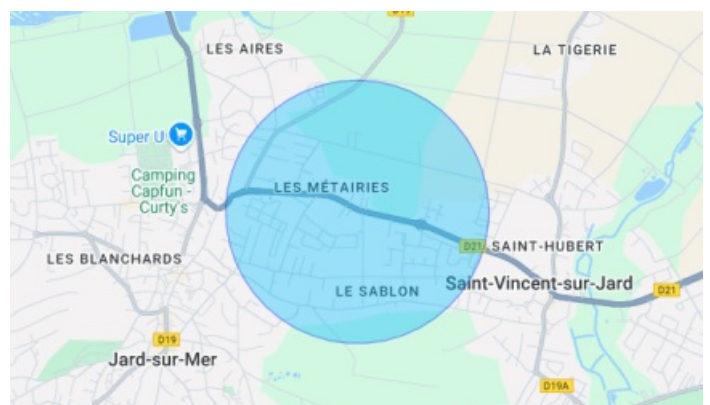 D19
LES AIRES
LA TIGERIE
Super U
Camping
Capfun -
Curty's
LES MÉTAIRIES
D21
SAINT-HUBERT
LES BLANCHARDS
LE SABLON
Saint-Vincent-sur-Jard
D21
D19
Jard-sur-Mer
D19A